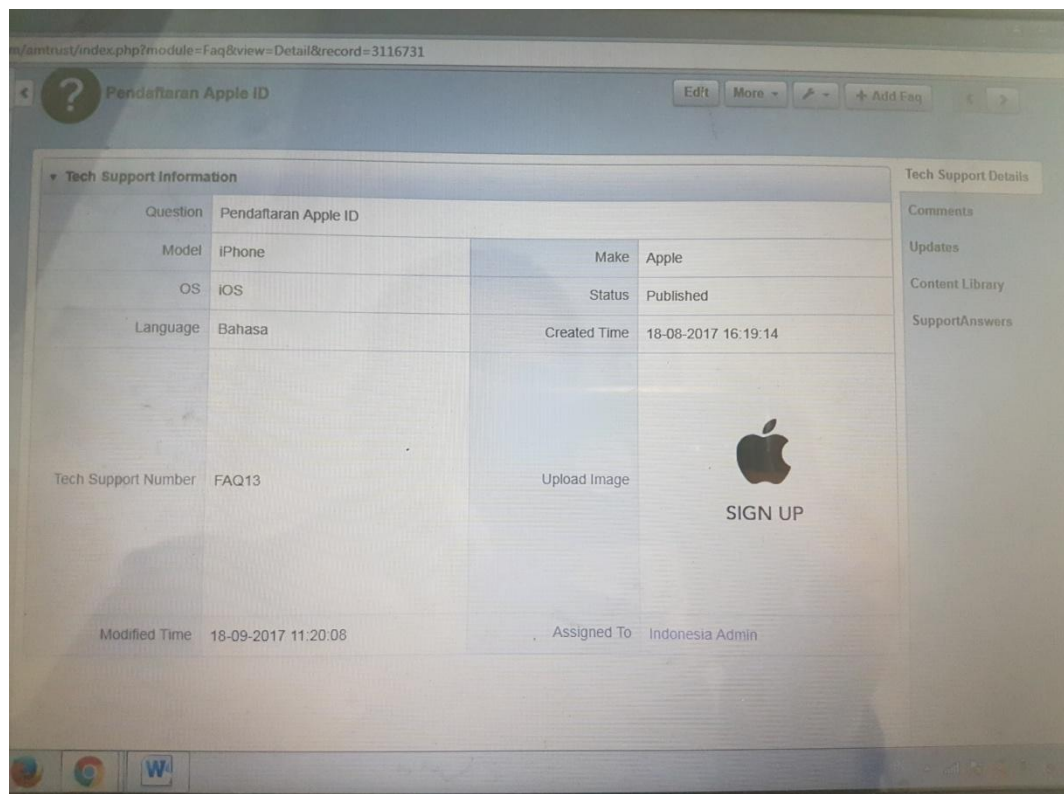 m/amtrust/index.php?module=Faq&view=Detail&record=3116731
Pendaftaran Apple ID
Edit More + Add Faq
Tech Support Information
Tech Support Details
Question Pendaftaran Apple ID
Comments
Model iPhone Make Apple
Updates
OS iOS Status Published
Content Library
Language Bahasa Created Time 18-08-2017 16:19:14
SupportAnswers
Tech Support Number FAQ13 Upload Image
SIGN UP
Modified Time 18-09-2017 11:20:08 Assigned To Indonesia Admin
W